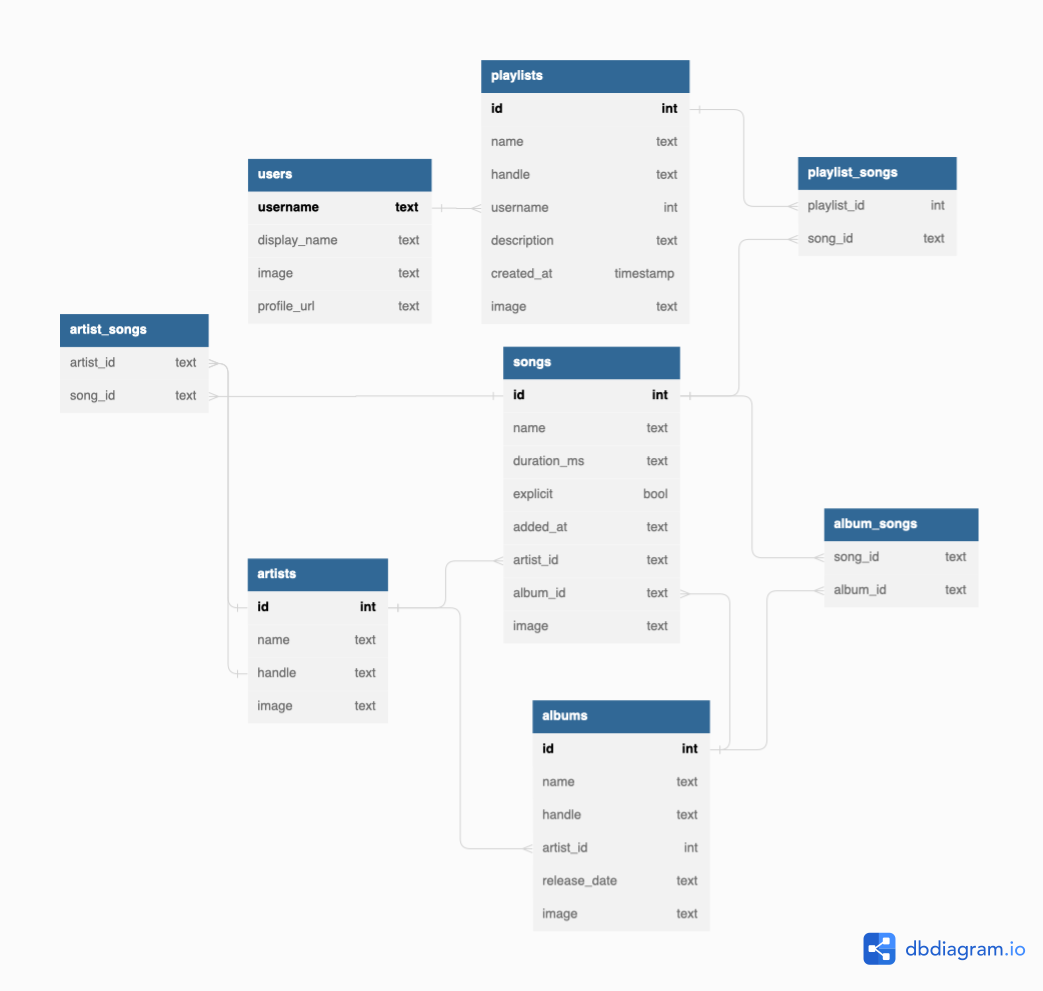 playlists
id int
name text
handle text
username int
description text
created_at timestamp
image text
users
username text
display_name text
image text
profile_url text
playlist_songs
playlist_id int
song_id text
artist_songs
artist_id text
song_id text
songs
id int
name text
duration_ms text
explicit bool
added_at text
artist_id text
album_id text
image text
album_songs
song_id text
album_id text
artists
id int
name text
handle text
image text
albums
id int
name text
handle text
artist_id int
release_date text
image text
dbdiagram.io